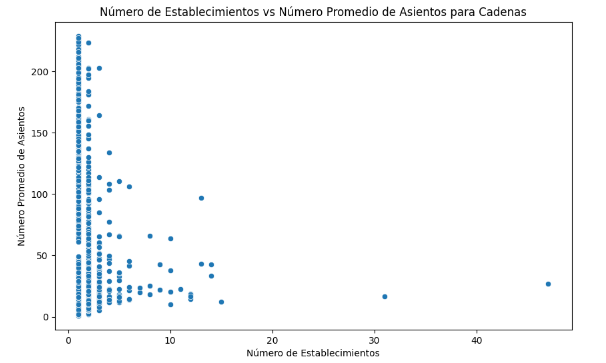 Número de Establecimientos vs Número Promedio de Asientos para Cadenas
200
150
100
50
0
Número Promedio de Asientos
0 10 20 30 40
Número de Establecimientos